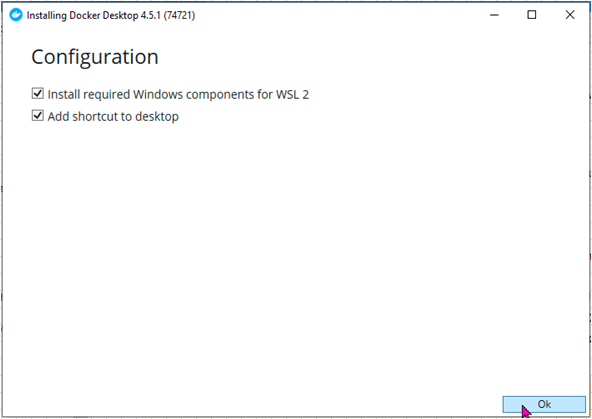 Installing Docker Desktop 4.5.1 (74721)
Configuration
Install required Windows components for WSL 2
Add shortcut to desktop
Ok